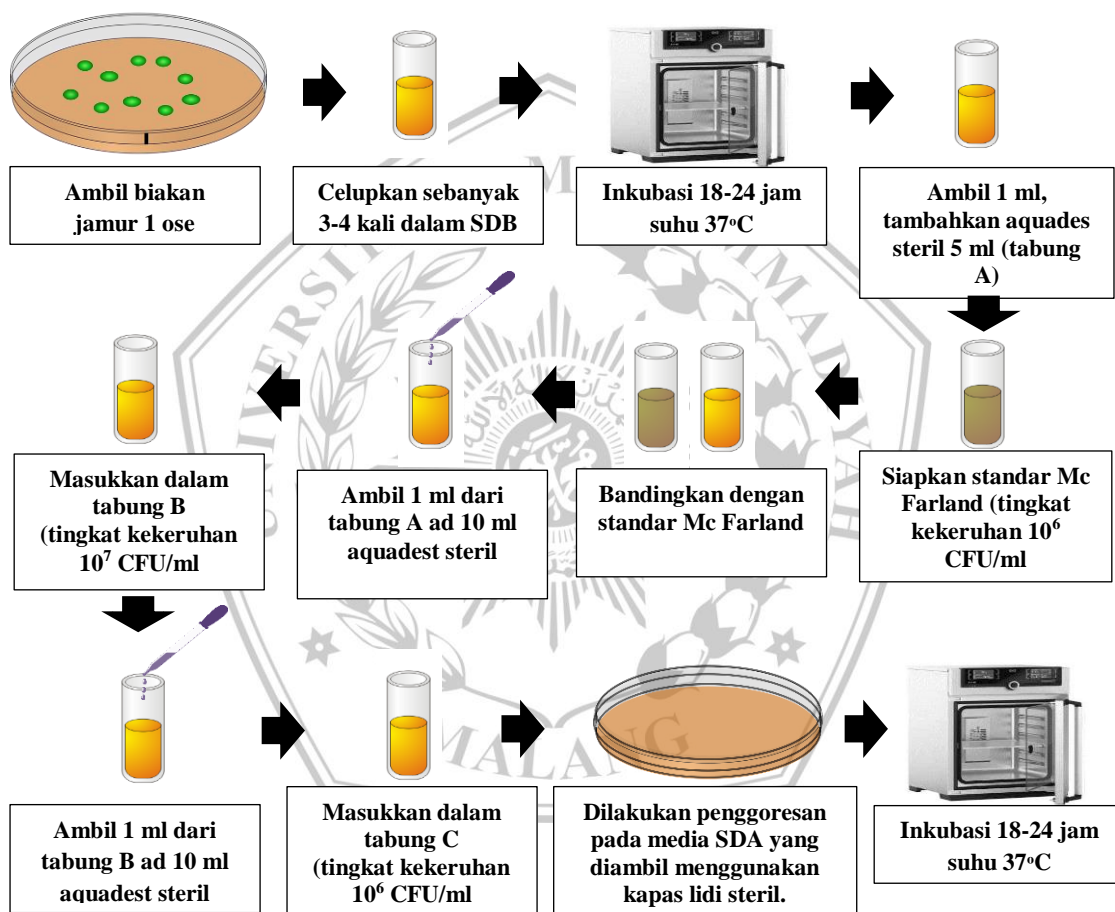 Ambil biakan
jamur 1 ose
Celupkan sebanyak
3-4 kali dalam SDB
Inkubasi 18-24 jam
suhu 37°C
Ambil 1 ml,
tambahkan aquades
steril 5 ml (tabung
A)
Siapkan standar Mc
Farland (tingkat
kekeruhan 10⁶
CFU/ml
Bandingkan dengan
standar Mc Farland
Ambil 1 ml dari
tabung A ad 10 ml
aquadest steril
Masukkan dalam
tabung B
(tingkat kekeruhan
10⁷ CFU/ml
Ambil 1 ml dari
tabung B ad 10 ml
aquadest steril
Masukkan dalam
tabung C
(tingkat kekeruhan
10⁶ CFU/ml
Dilakukan penggoresan
pada media SDA yang
diambil menggunakan
kapas lidi steril.
Inkubasi 18-24 jam
suhu 37°C
MALANG